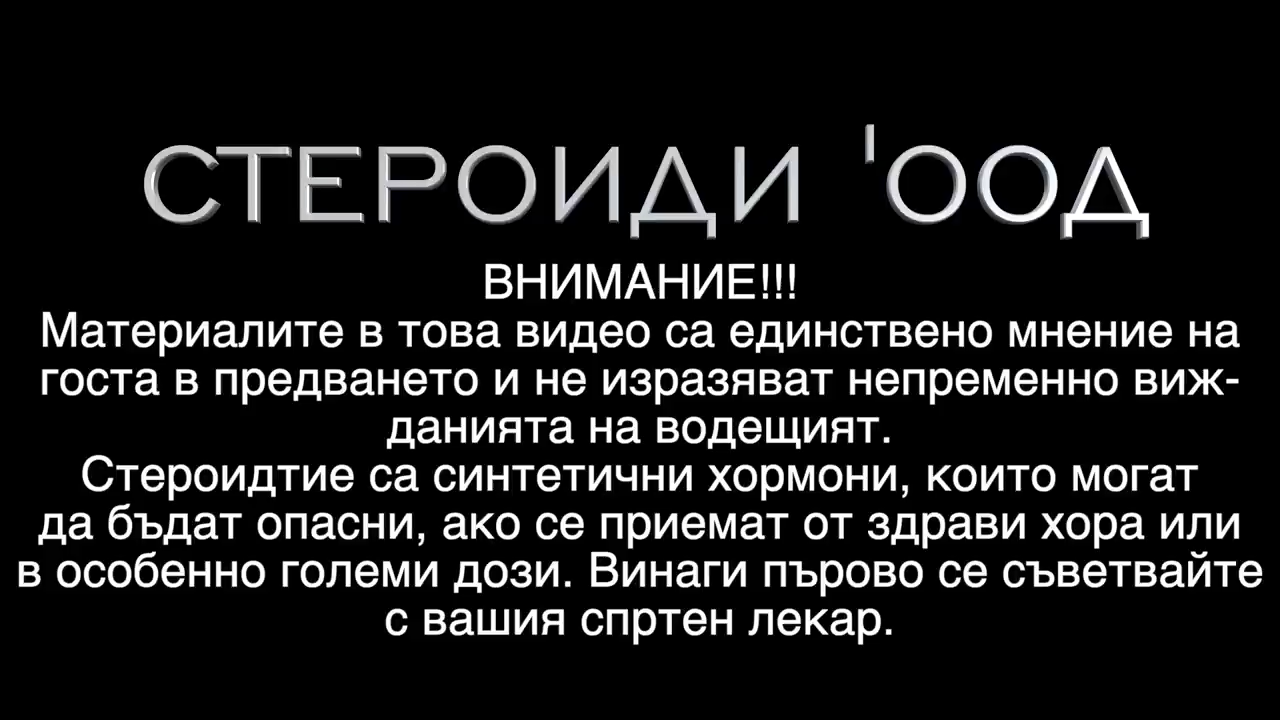 СТЕРОИДИ 'ООД
ВНИМАНИЕ!!!
Материалите в това видео са единствено мнение на
госта в предването и не изразяват непременно виж-
данията на водещият.
Стероидтие са синтетични хормони, които могат
да бъдат опасни, ако се приемат от здрави хора или
в особенно големи дози. Винаги пърово се съветвайте
с вашия спртен лекар.